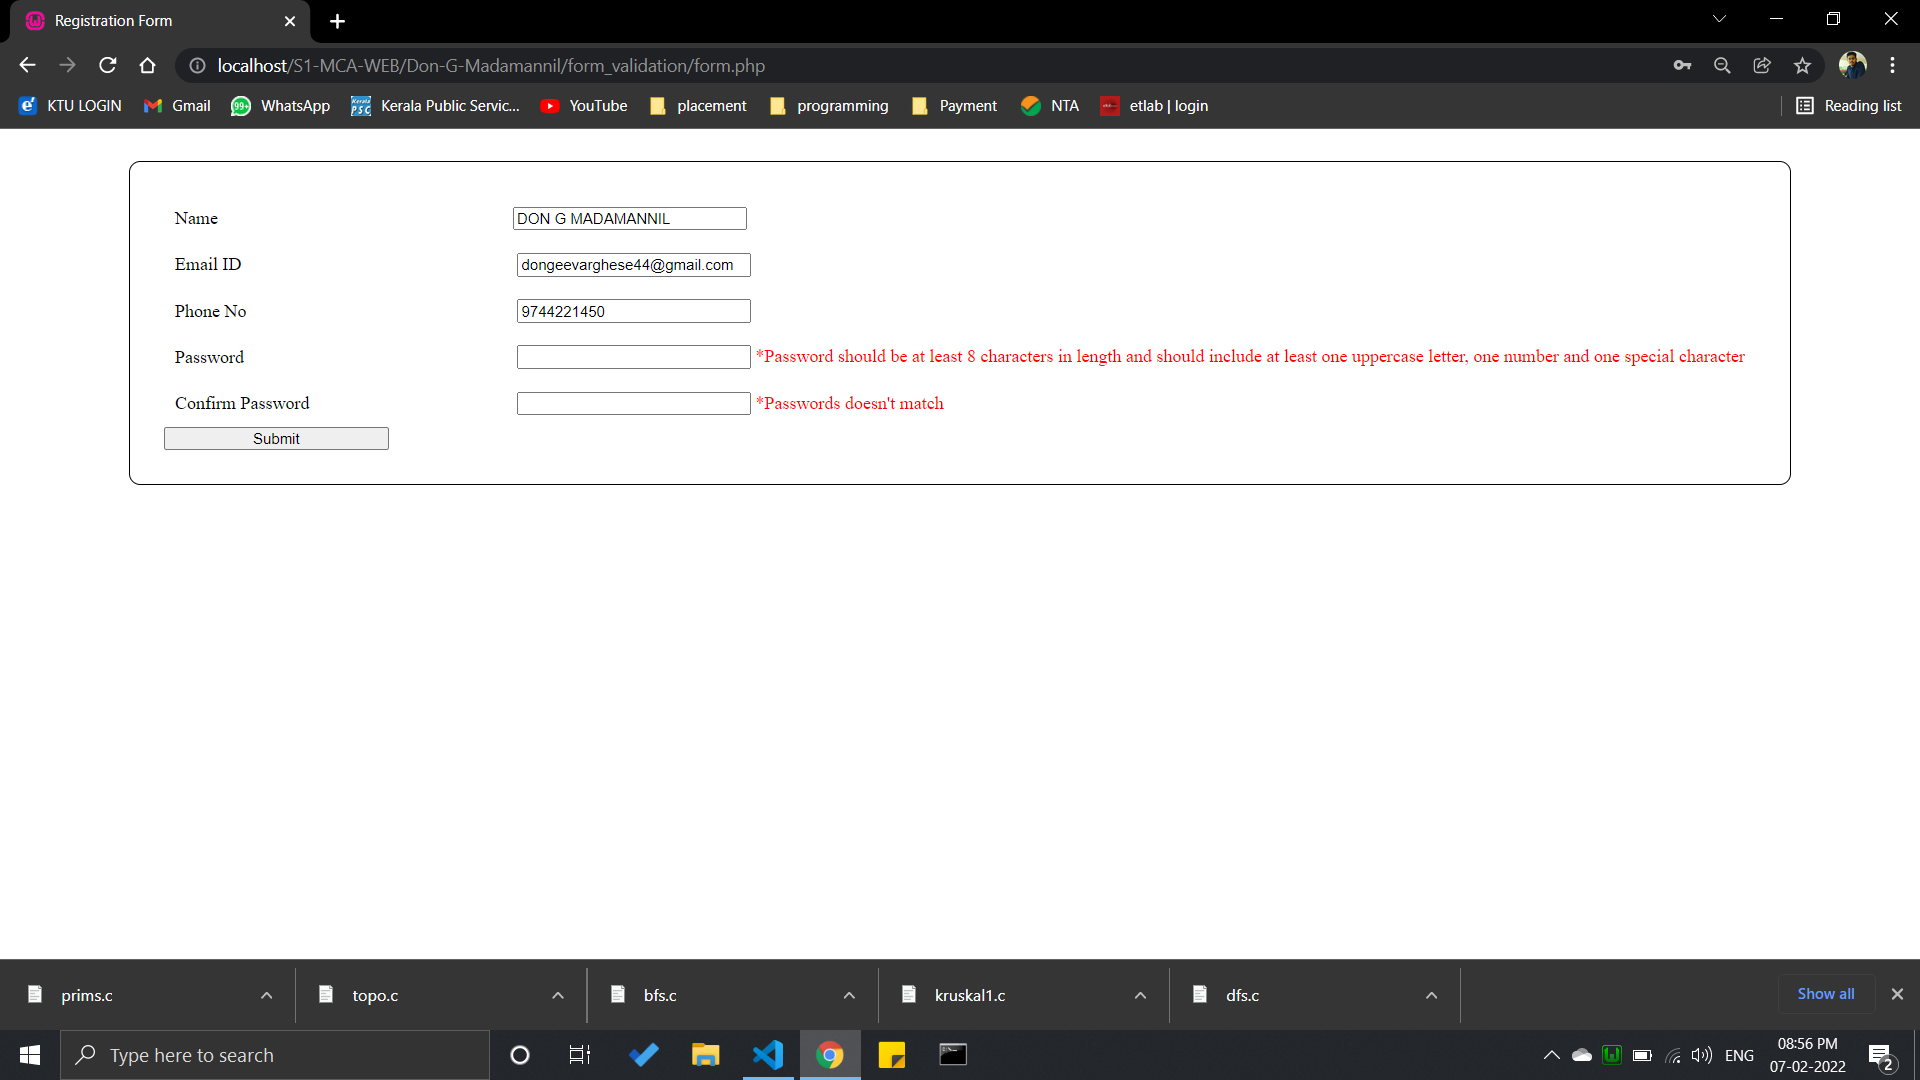 Registration Form
localhost/S1-MCA-WEB/Don-G-Madamannil/form_validation/form.php
KTU LOGIN Gmail 99+ WhatsApp Kerala PSC Kerala Public Servic... YouTube placement programming Payment NTA etlab | login Reading list
Name DON G MADAMANNIL
Email ID dongeevarghese44@gmail.com
Phone No 9744221450
Password *Password should be at least 8 characters in length and should include at least one uppercase letter, one number and one special character
Confirm Password *Passwords doesn't match
Submit
prims.c topo.c bfs.c kruskal1.c dfs.c Show all
Type here to search ENG 08:56 PM
07-02-2022 2